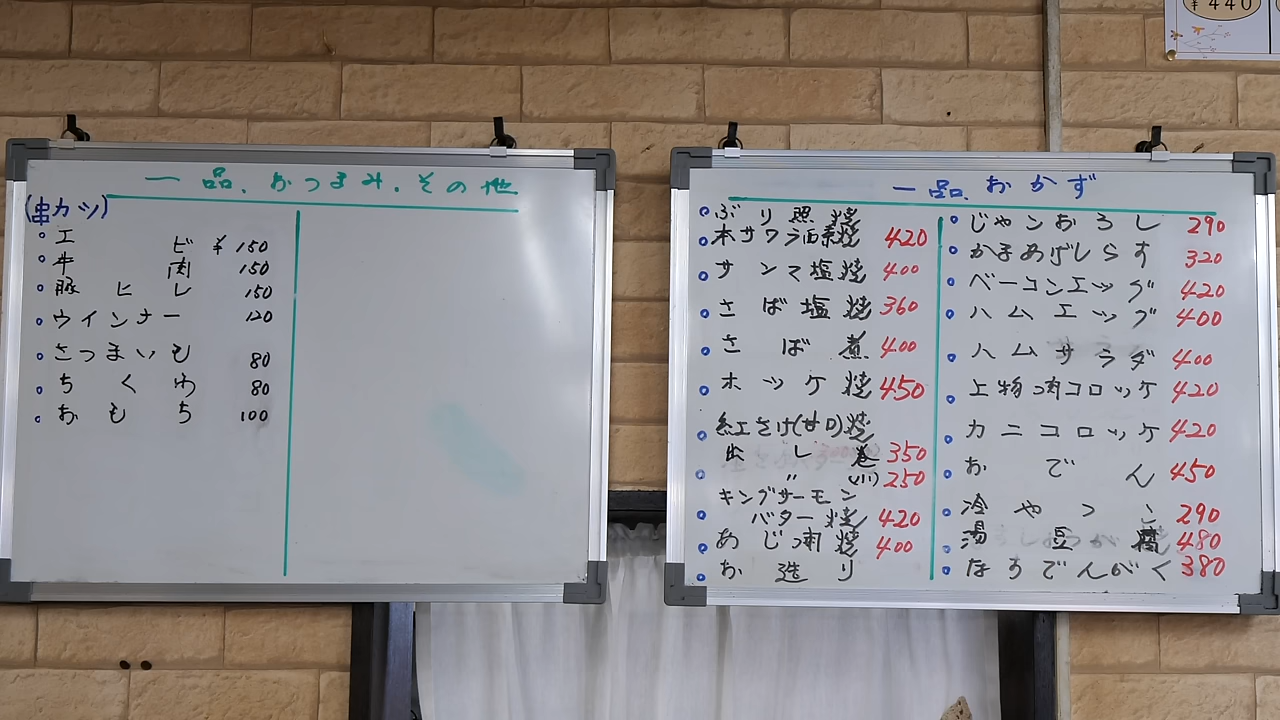 ¥440
一品、おつまみ.その他
(串カツ)
エビ ¥150
牛肉 150
豚ヒレ 150
ウインナー 120
さつまいも 80
ちくわ 80
おもち 100
一品、おかず
ぶり照焼
本サワラ西京焼 420
サンマ塩焼 400
さば塩焼 360
さば煮 400
ホッケ焼 450
紅さけ(甘口)焼
出し巻 350
〃 (小) 250
キングサーモン
バター焼 420
あじ開焼 400
お造り
じゃこおろし 290
かまあげしらす 320
ベーコンエッグ 420
ハムエッグ 400
ハムサラダ 400
上物肉コロッケ 420
カニコロッケ 420
おでん 450
冷やっこ 290
湯豆腐 480
なすでんがく 380